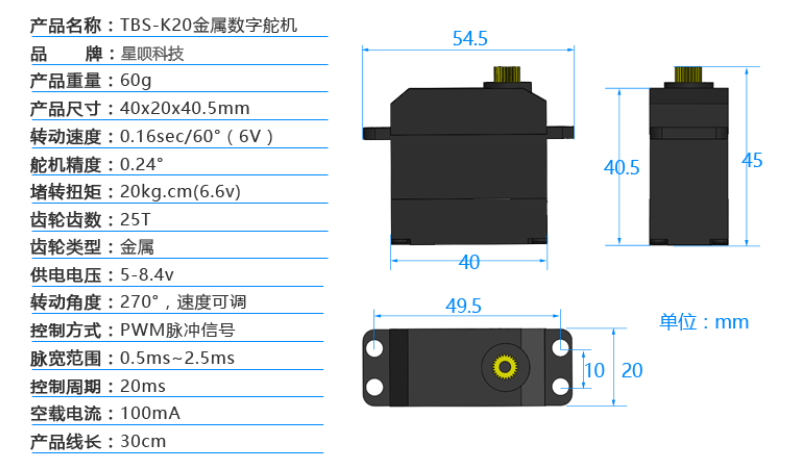 产品名称：TBS-K20金属数字舵机
品 牌：星呗科技
产品重量：60g
产品尺寸：40x20x40.5mm
转动速度：0.16sec/60°（6V）
舵机精度：0.24°
堵转扭矩：20kg.cm(6.6v)
齿轮齿数：25T
齿轮类型：金属
供电电压：5-8.4v
转动角度：270°，速度可调
控制方式：PWM脉冲信号
脉宽范围：0.5ms~2.5ms
控制周期：20ms
空载电流：100mA
产品线长：30cm
54.5
40.5
45
40
49.5
单位：mm
10
20